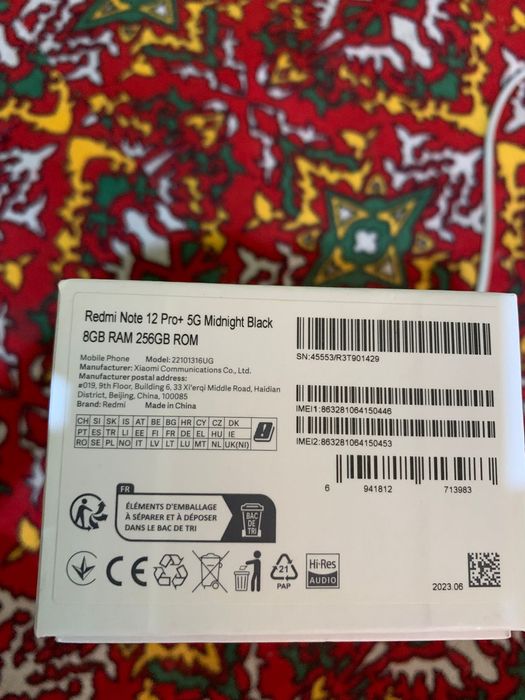 Redmi Note 12 Pro+ 5G Midnight Black
8GB RAM 256GB ROM
Mobile Phone Model: 22101316UG
Manufacturer: Xiaomi Communications Co., Ltd.
Manufacturer postal address:
#019, 9th Floor, Building 6, 33 Xi'erqi Middle Road, Haidian
District, Beijing, China, 100085
Brand: Redmi Made in China
CH SI SK IS AT BE BG HR CY CZ DK
PT ES TR LI EE FI FR DE EL HU IE
RO SE PL NO IT LV LT LU MT NL UK(NI)
SN:45553/R3T901429
IMEI1:863281064150446
IMEI2:863281064150453
6 941812 713983
FR
ÉLÉMENTS D'EMBALLAGE
À SÉPARER ET À DÉPOSER
DANS LE BAC DE TRI
BAC
DE
TRI
CE
21
PAP
Hi-Res
AUDIO
2023.06